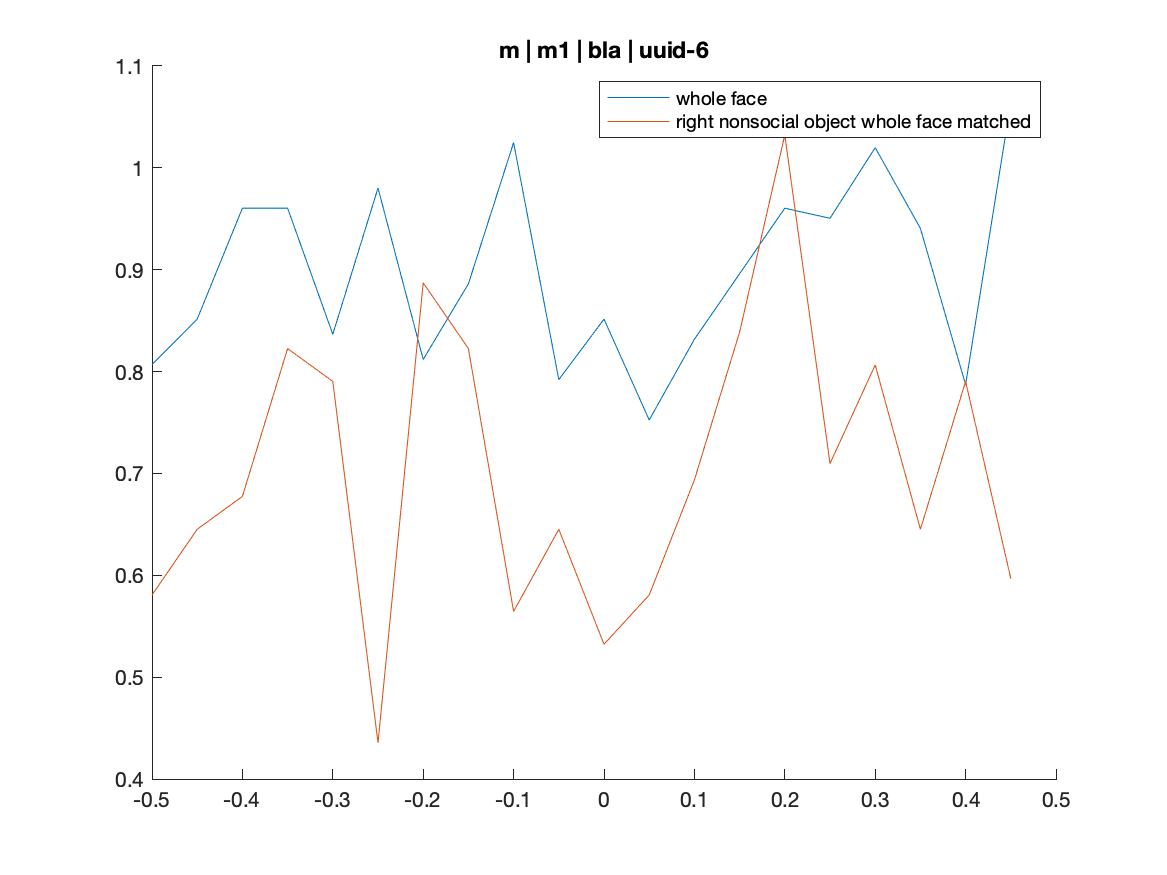 m | m1 | bla | uuid-6
1.1
whole face
right nonsocial object whole face matched
1
0.9
0.8
0.7
0.6
0.5
0.4
-0.5 -0.4 -0.3 -0.2 -0.1 0 0.1 0.2 0.3 0.4 0.5